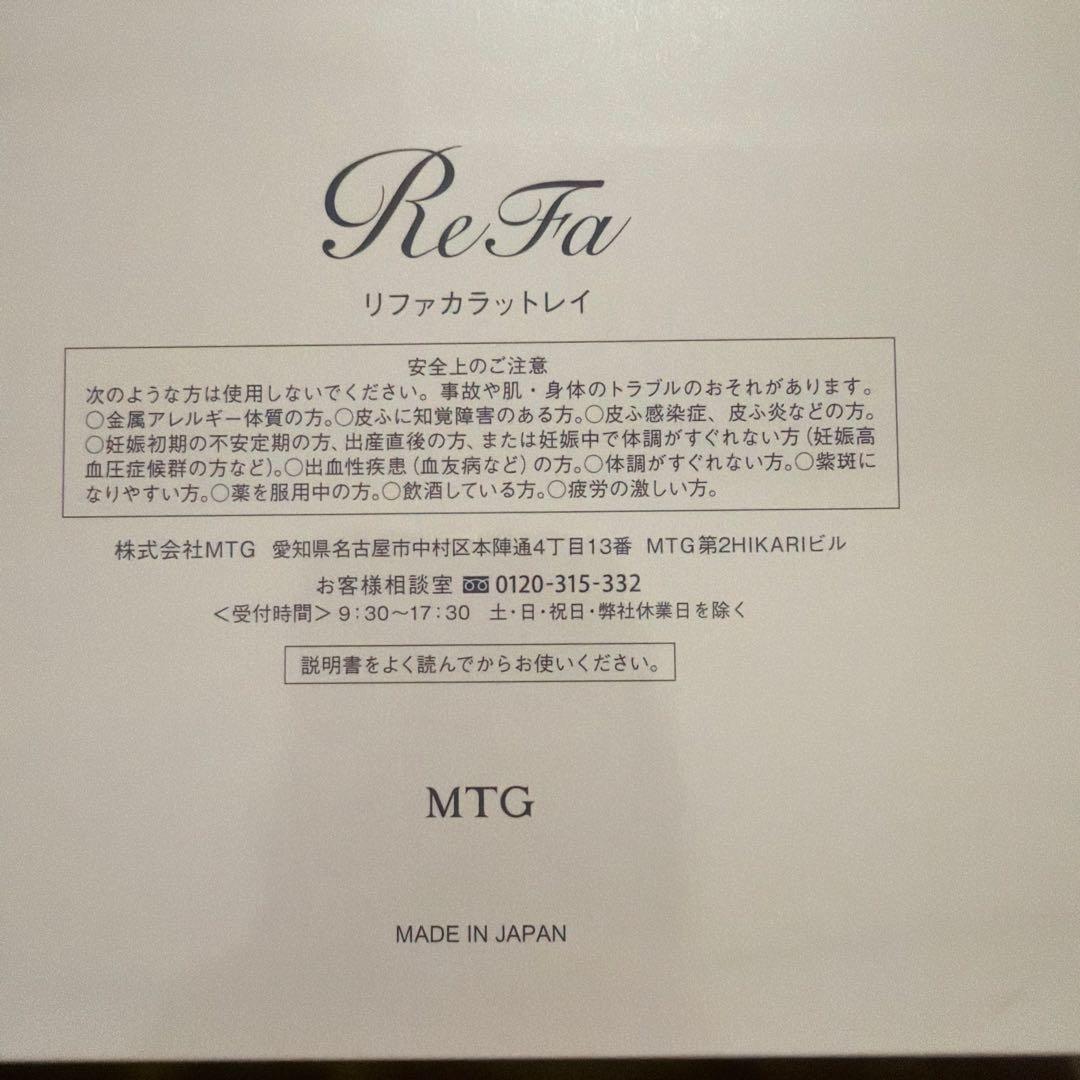 ReFa
リファカラットレイ
安全上のご注意
次のような方は使用しないでください。事故や肌・身体のトラブルのおそれがあります。
○金属アレルギー体質の方。○皮ふに知覚障害のある方。○皮ふ感染症、皮ふ炎などの方。
○妊娠初期の不安定期の方、出産直後の方、または妊娠中で体調がすぐれない方（妊娠高
血圧症候群の方など）。○出血性疾患（血友病など）の方。○体調がすぐれない方。○紫斑に
なりやすい方。○薬を服用中の方。○飲酒している方。○疲労の激しい方。
株式会社MTG 愛知県名古屋市中村区本陣通4丁目13番 MTG第2HIKARIビル
お客様相談室 0120-315-332
＜受付時間＞9:30〜17:30 土・日・祝日・弊社休業日を除く
説明書をよく読んでからお使いください。
MTG
MADE IN JAPAN